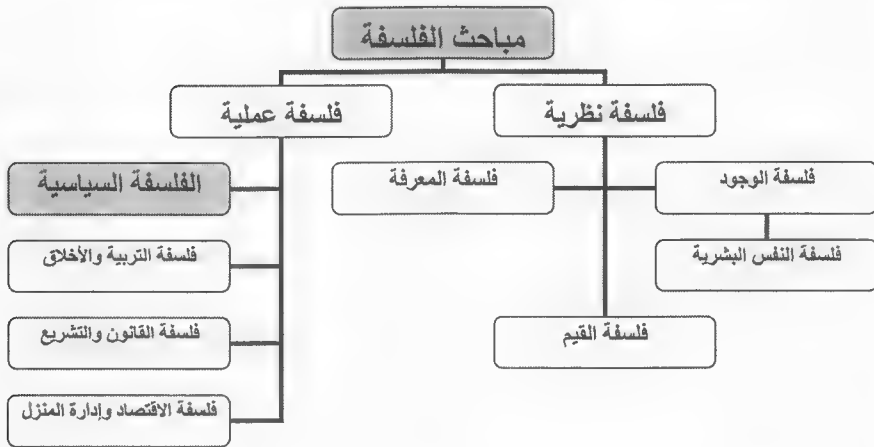 مباحث الفلسفة
فلسفة نظرية
فلسفة عملية
فلسفة الوجود
فلسفة المعرفة
الفلسفة السياسية
فلسفة النفس البشرية
فلسفة التربية والأخلاق
فلسفة القيم
فلسفة القانون والتشريع
فلسفة الاقتصاد وإدارة المنزل